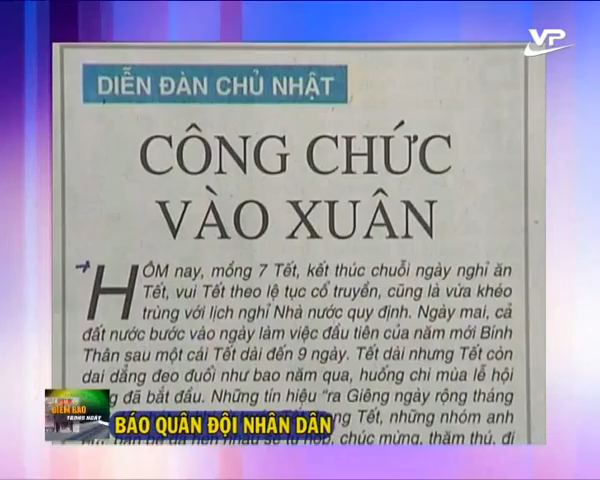 VP
DIỄN ĐÀN CHỦ NHẬT
CÔNG CHỨC
VÀO XUÂN
HÔM nay, mồng 7 Tết, kết thúc chuỗi ngày nghỉ ăn
Tết, vui Tết theo lệ tục cổ truyền, cũng là vừa khéo
trùng với lịch nghỉ Nhà nước quy định. Ngày mai, cả
đất nước bước vào ngày làm việc đầu tiên của năm mới Bính
Thân sau một cái Tết dài đến 9 ngày. Tết dài nhưng Tết còn
dai dẳng đeo đuổi như bao năm qua, huống chi mùa lễ hội
đã bắt đầu. Những tín hiệu "ra Giêng ngày rộng tháng
Tết, những nhóm anh
chúc mừng, thăm thú, đi
ĐIỂM BÁO
TRONG NGÀY
BÁO QUÂN ĐỘI NHÂN DÂN